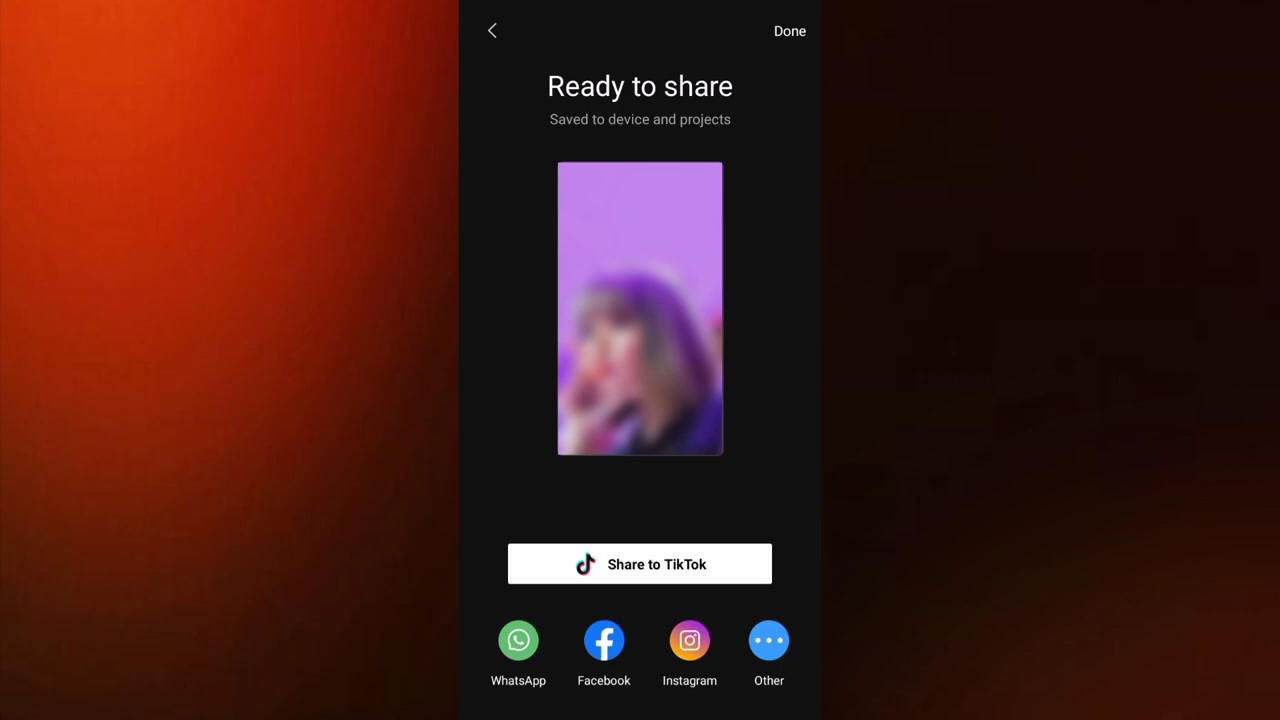 Done
Ready to share
Saved to device and projects
Share to TikTok
WhatsApp
Facebook
Instagram
Other